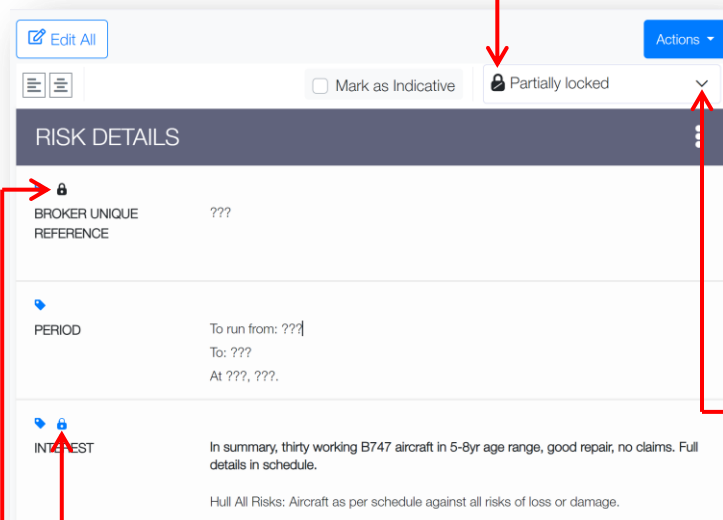 Edit All
Actions
Mark as Indicative
Partially locked
RISK DETAILS
BROKER UNIQUE
REFERENCE
???
PERIOD
To run from: ???
To: ???
At ???, ???.
INTEREST
In summary, thirty working B747 aircraft in 5-8yr age range, good repair, no claims. Full
details in schedule.
Hull All Risks: Aircraft as per schedule against all risks of loss or damage.